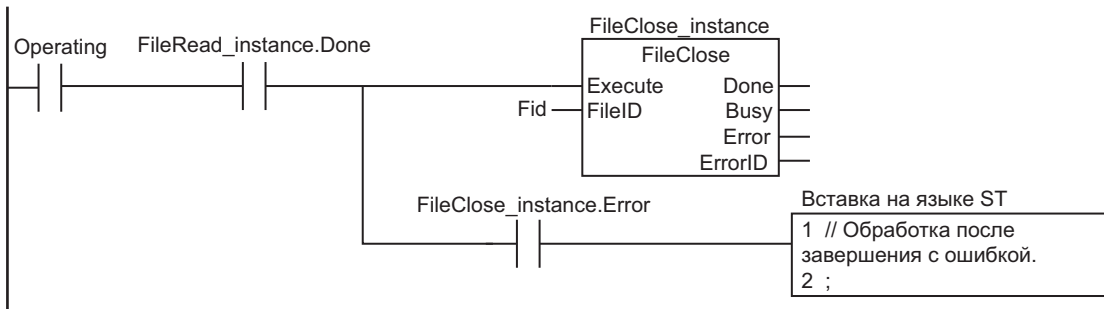 FileClose_instance
Operating
FileRead_instance.Done
FileClose
Execute Done
Fid FileID Busy
Error
ErrorID
FileClose_instance.Error
Вставка на языке ST
1 // Обработка после
завершения с ошибкой.
2 ;